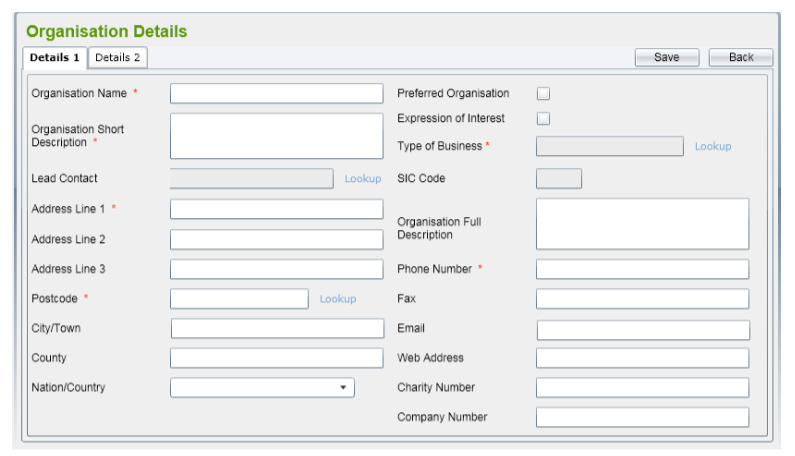 Organisation Details
Details 1
Details 2
Save
Back
Organisation Name *
Organisation Short
Description *
Lead Contact
Lookup
Address Line 1 *
Address Line 2
Address Line 3
Postcode *
Lookup
City/Town
County
Nation/Country
Preferred Organisation
Expression of Interest
Type of Business *
Lookup
SIC Code
Organisation Full
Description
Phone Number *
Fax
Email
Web Address
Charity Number
Company Number